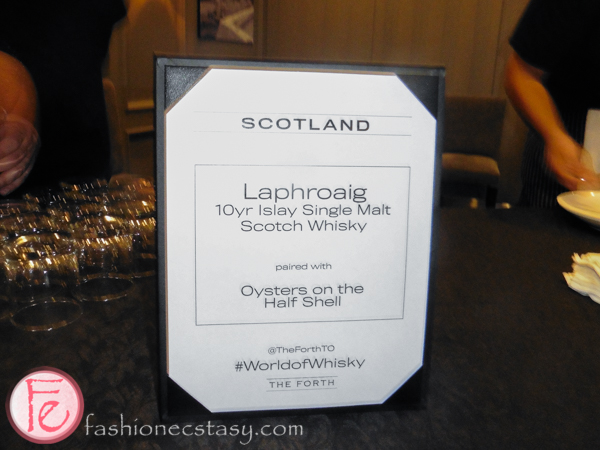 SCOTLAND
Laphroaig
10yr Islay Single Malt
Scotch Whisky
paired with
Oysters on the
Half Shell
@TheForthTO
#WorldofWhisky
THE FORTH
Fe
fashionecstasy.com